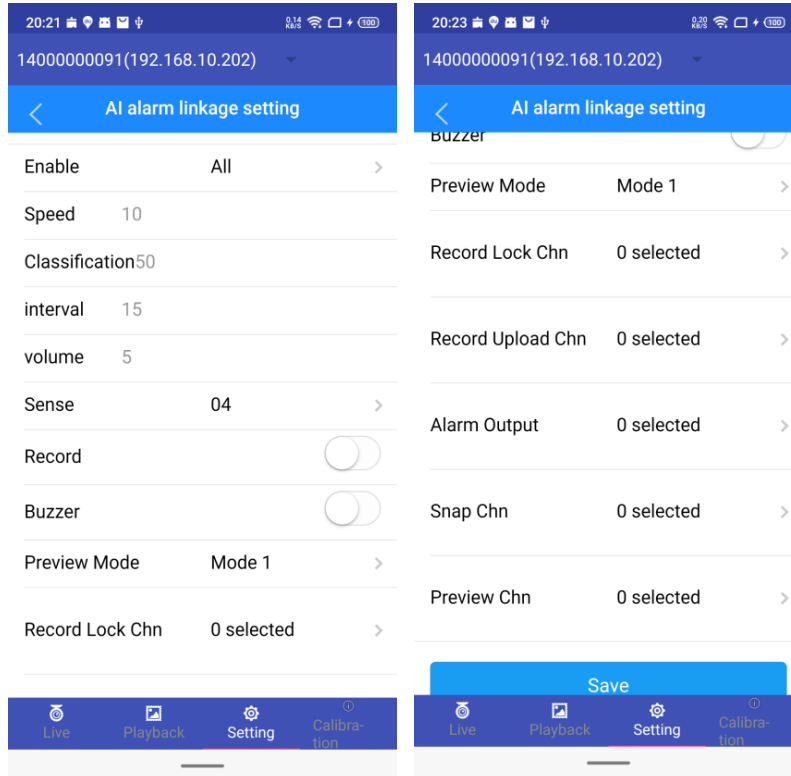 20:21
0.14 KB/S
100
14000000091(192.168.10.202)
AI alarm linkage setting
Enable All
Speed 10
Classification50
interval 15
volume 5
Sense 04
Record
Buzzer
Preview Mode Mode 1
Record Lock Chn 0 selected
Live
Playback
Setting
Calibra-
tion
20:23
0.20 KB/S
100
14000000091(192.168.10.202)
AI alarm linkage setting
Buzzer
Preview Mode Mode 1
Record Lock Chn 0 selected
Record Upload Chn 0 selected
Alarm Output 0 selected
Snap Chn 0 selected
Preview Chn 0 selected
Save
Live
Playback
Setting
Calibra-
tion